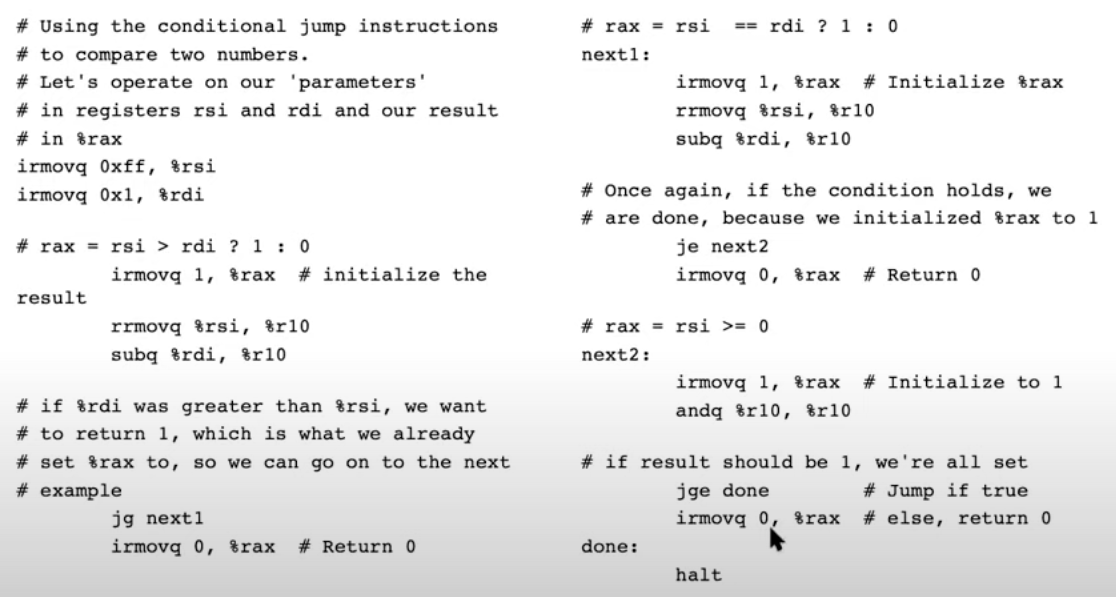 # Using the conditional jump instructions
# to compare two numbers.
# Let's operate on our 'parameters'
# in registers rsi and rdi and our result
# in %rax
irmovq 0xff, %rsi
irmovq 0x1, %rdi
# rax = rsi > rdi ? 1 : 0
irmovq 1, %rax  # initialize the
result
rrmovq %rsi, %r10
subq %rdi, %r10
# if %rdi was greater than %rsi, we want
# to return 1, which is what we already
# set %rax to, so we can go on to the next
# example
jg next1
irmovq 0, %rax  # Return 0
# rax = rsi  == rdi ? 1 : 0
next1:
irmovq 1, %rax  # Initialize %rax
rrmovq %rsi, %r10
subq %rdi, %r10
# Once again, if the condition holds, we
# are done, because we initialized %rax to 1
je next2
irmovq 0, %rax  # Return 0
# rax = rsi >= 0
next2:
irmovq 1, %rax  # Initialize to 1
andq %r10, %r10
# if result should be 1, we're all set
jge done        # Jump if true
irmovq 0, %rax  # else, return 0
done:
halt